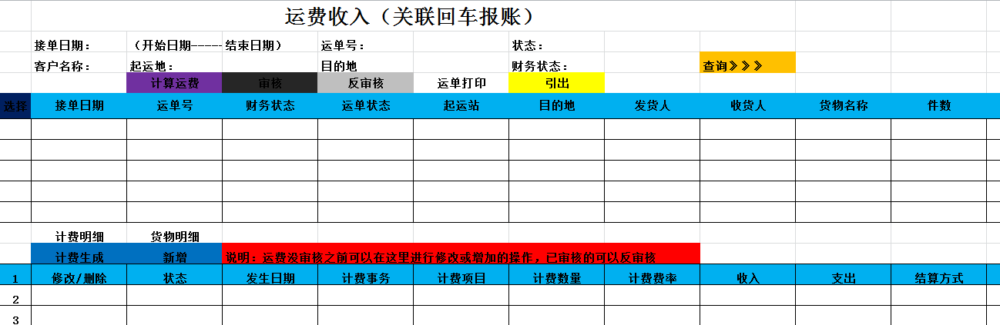 运费收入（关联回车报账）
接单日期： （开始日期-----结束日期） 运单号： 状态：
客户名称： 起运地： 目的地 财务状态： 查询》》》
计算运费 审核 反审核 运单打印 引出
选择 接单日期 运单号 财务状态 运单状态 起运站 目的地 发货人 收货人 货物名称 件数
计费明细 货物明细
计费生成 新增 说明：运费没审核之前可以在这里进行修改或增加的操作，已审核的可以反审核
1 修改/删除 状态 发生日期 计费事务 计费项目 计费数量 计费费率 收入 支出 结算方式
2
3